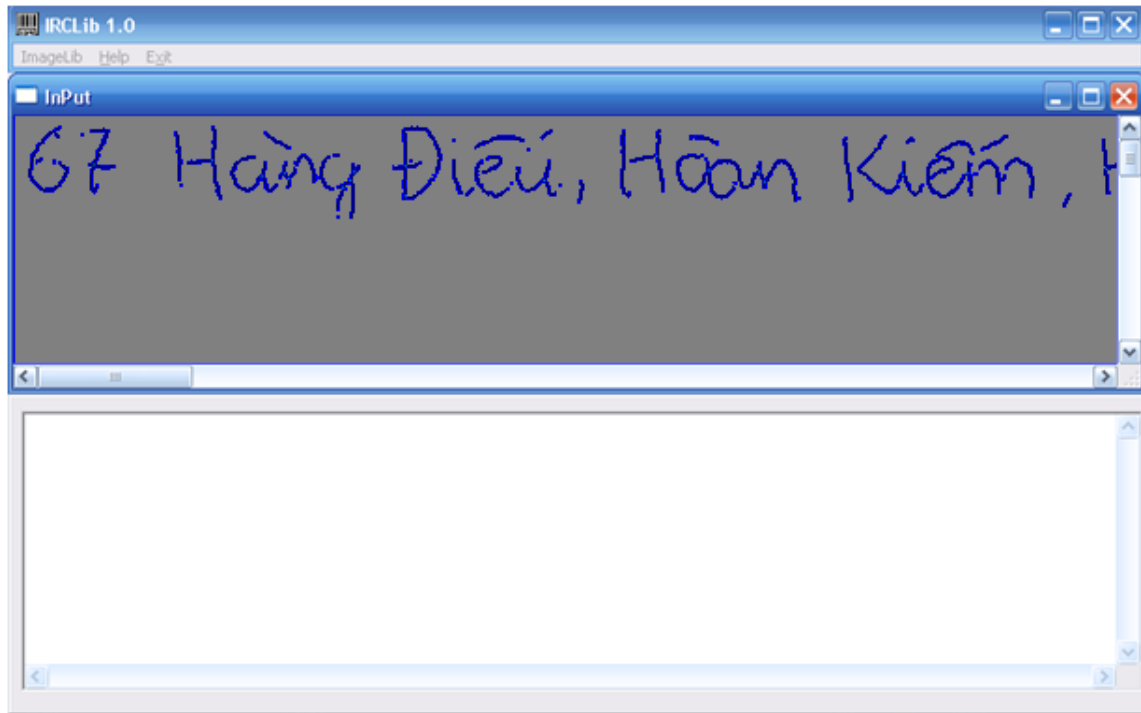 IRCLib 1.0
ImageLib Help Exit
InPut
67 Hàng Điếu, Hoàn Kiếm, H